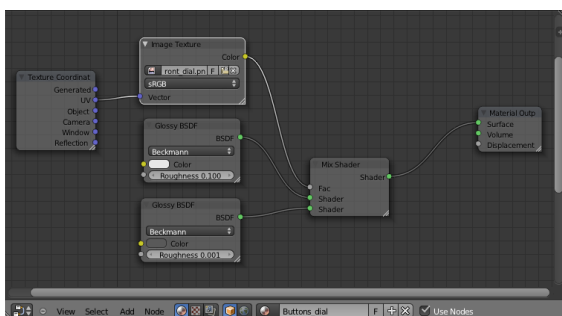 Image Texture
Color
ront_dial.pn F
sRGB
Vector
Texture Coordinat
Generated
UV
Object
Camera
Window
Reflection
Glossy BSDF
BSDF
Beckmann
Color
Roughness 0.100
Glossy BSDF
BSDF
Beckmann
Color
Roughness 0.001
Mix Shader
Shader
Fac
Shader
Shader
Material Outp
Surface
Volume
Displacement
View Select Add Node Buttons dial F Use Nodes